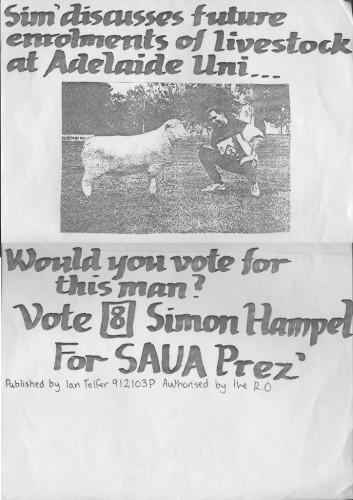 Sim' discusses future
enrolments of livestock
at Adelaide Uni...
Would you vote for
this man?
Vote [8] Simon Hampel
For SAUA Prez'
Published by Ian Telfer 912103P Authorised by the R.O